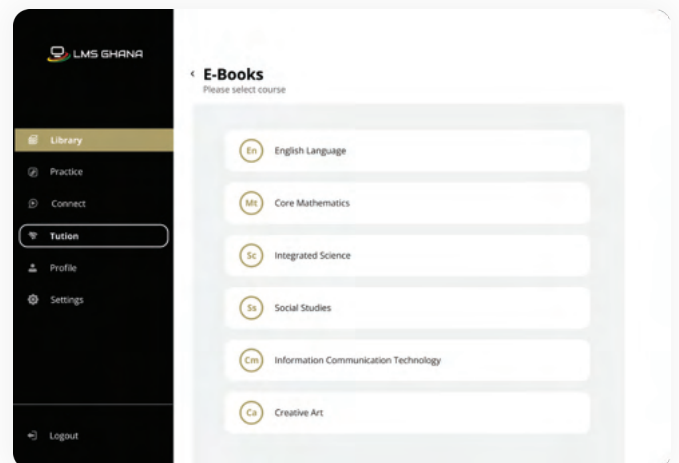 LMS GHANA
Library
Practice
Connect
Tution
Profile
Settings
Logout
E-Books
Please select course
En English Language
Mt Core Mathematics
Sc Integrated Science
Ss Social Studies
Cm Information Communication Technology
Ca Creative Art